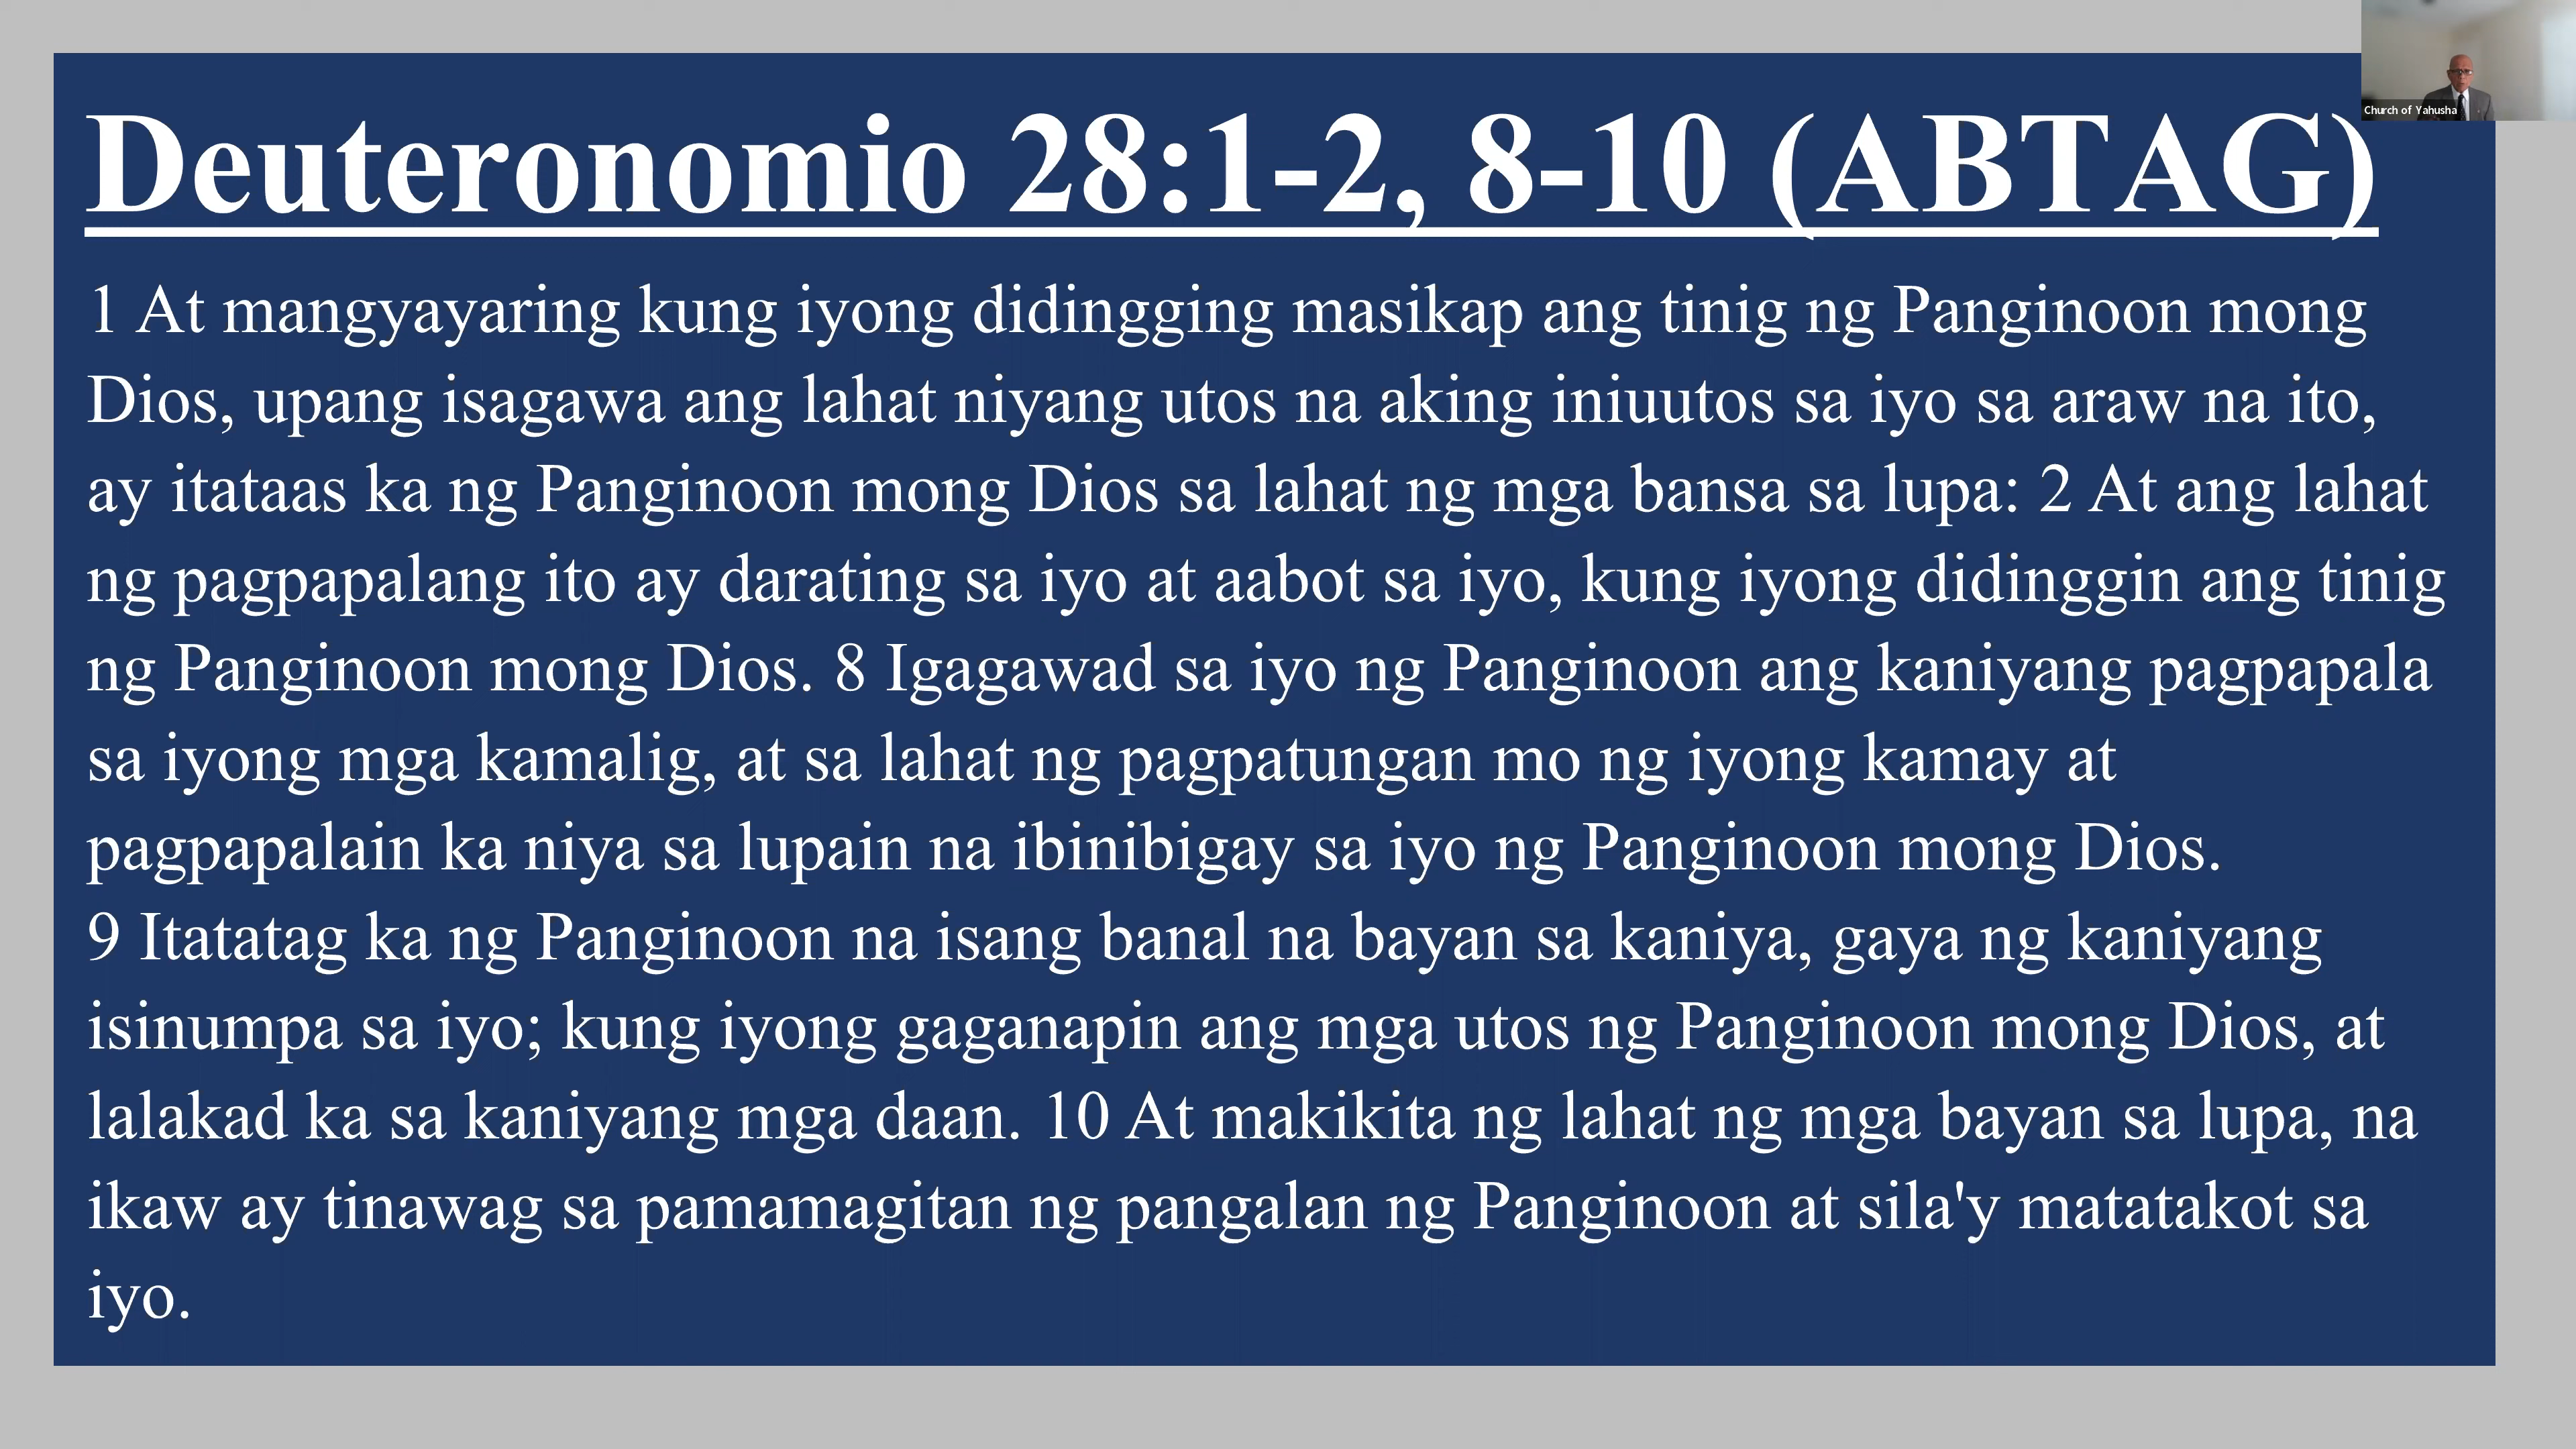 Church of Yahusha
Deuteronomio 28:1-2, 8-10 (ABTAG)
1 At mangyayaring kung iyong didingging masikap ang tinig ng Panginoon mong
Dios, upang isagawa ang lahat niyang utos na aking iniuutos sa iyo sa araw na ito,
ay itataas ka ng Panginoon mong Dios sa lahat ng mga bansa sa lupa: 2 At ang lahat
ng pagpapalang ito ay darating sa iyo at aabot sa iyo, kung iyong didinggin ang tinig
ng Panginoon mong Dios. 8 Igagawad sa iyo ng Panginoon ang kaniyang pagpapala
sa iyong mga kamalig, at sa lahat ng pagpatungan mo ng iyong kamay at
pagpapalain ka niya sa lupain na ibinibigay sa iyo ng Panginoon mong Dios.
9 Itatatag ka ng Panginoon na isang banal na bayan sa kaniya, gaya ng kaniyang
isinumpa sa iyo; kung iyong gaganapin ang mga utos ng Panginoon mong Dios, at
lalakad ka sa kaniyang mga daan. 10 At makikita ng lahat ng mga bayan sa lupa, na
ikaw ay tinawag sa pamamagitan ng pangalan ng Panginoon at sila'y matatakot sa
iyo.